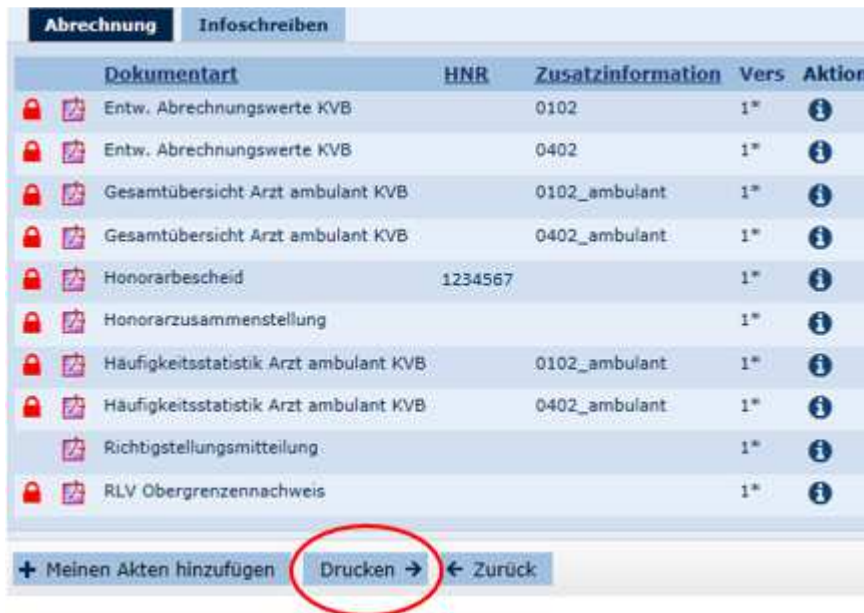 Abrechnung Infoschreiben
Dokumentart HNR Zusatzinformation Vers Aktion
Entw. Abrechnungswerte KVB 0102 1*
Entw. Abrechnungswerte KVB 0402 1*
Gesamtübersicht Arzt ambulant KVB 0102_ambulant 1*
Gesamtübersicht Arzt ambulant KVB 0402_ambulant 1*
Honorarbescheid 1234567 1*
Honorarzusammenstellung 1*
Häufigkeitsstatistik Arzt ambulant KVB 0102_ambulant 1*
Häufigkeitsstatistik Arzt ambulant KVB 0402_ambulant 1*
Richtigstellungsmitteilung 1*
RLV Obergrenzennachweis 1*
+ Meinen Akten hinzufügen Drucken → ← Zurück